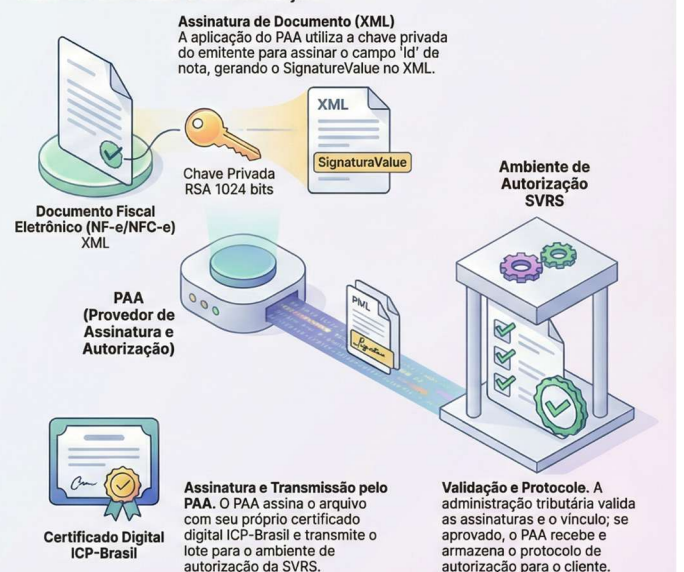 Assinatura de Documento (XML)
A aplicação do PAA utiliza a chave privada
do emitente para assinar o campo 'Id' de
nota, gerando o SignatureValue no XML.
XML
SignaturaValue
Chave Privada
RSA 1024 bits
Documento Fiscal
Eletrônico (NF-e/NFC-e)
XML
Ambiente de
Autorização
SVRS
PAA
(Provedor de
Assinatura e
Autorização)
PML
Certificado Digital
ICP-Brasil
Assinatura e Transmissão pelo
PAA. O PAA assina o arquivo
com seu próprio certificado
digital ICP-Brasil e transmite o
lote para o ambiente de
autorização da SVRS.
Validação e Protocole. A
administração tributária valida
as assinaturas e o vínculo; se
aprovado, o PAA recebe e
armazena o protocolo de
autorização para o cliente.